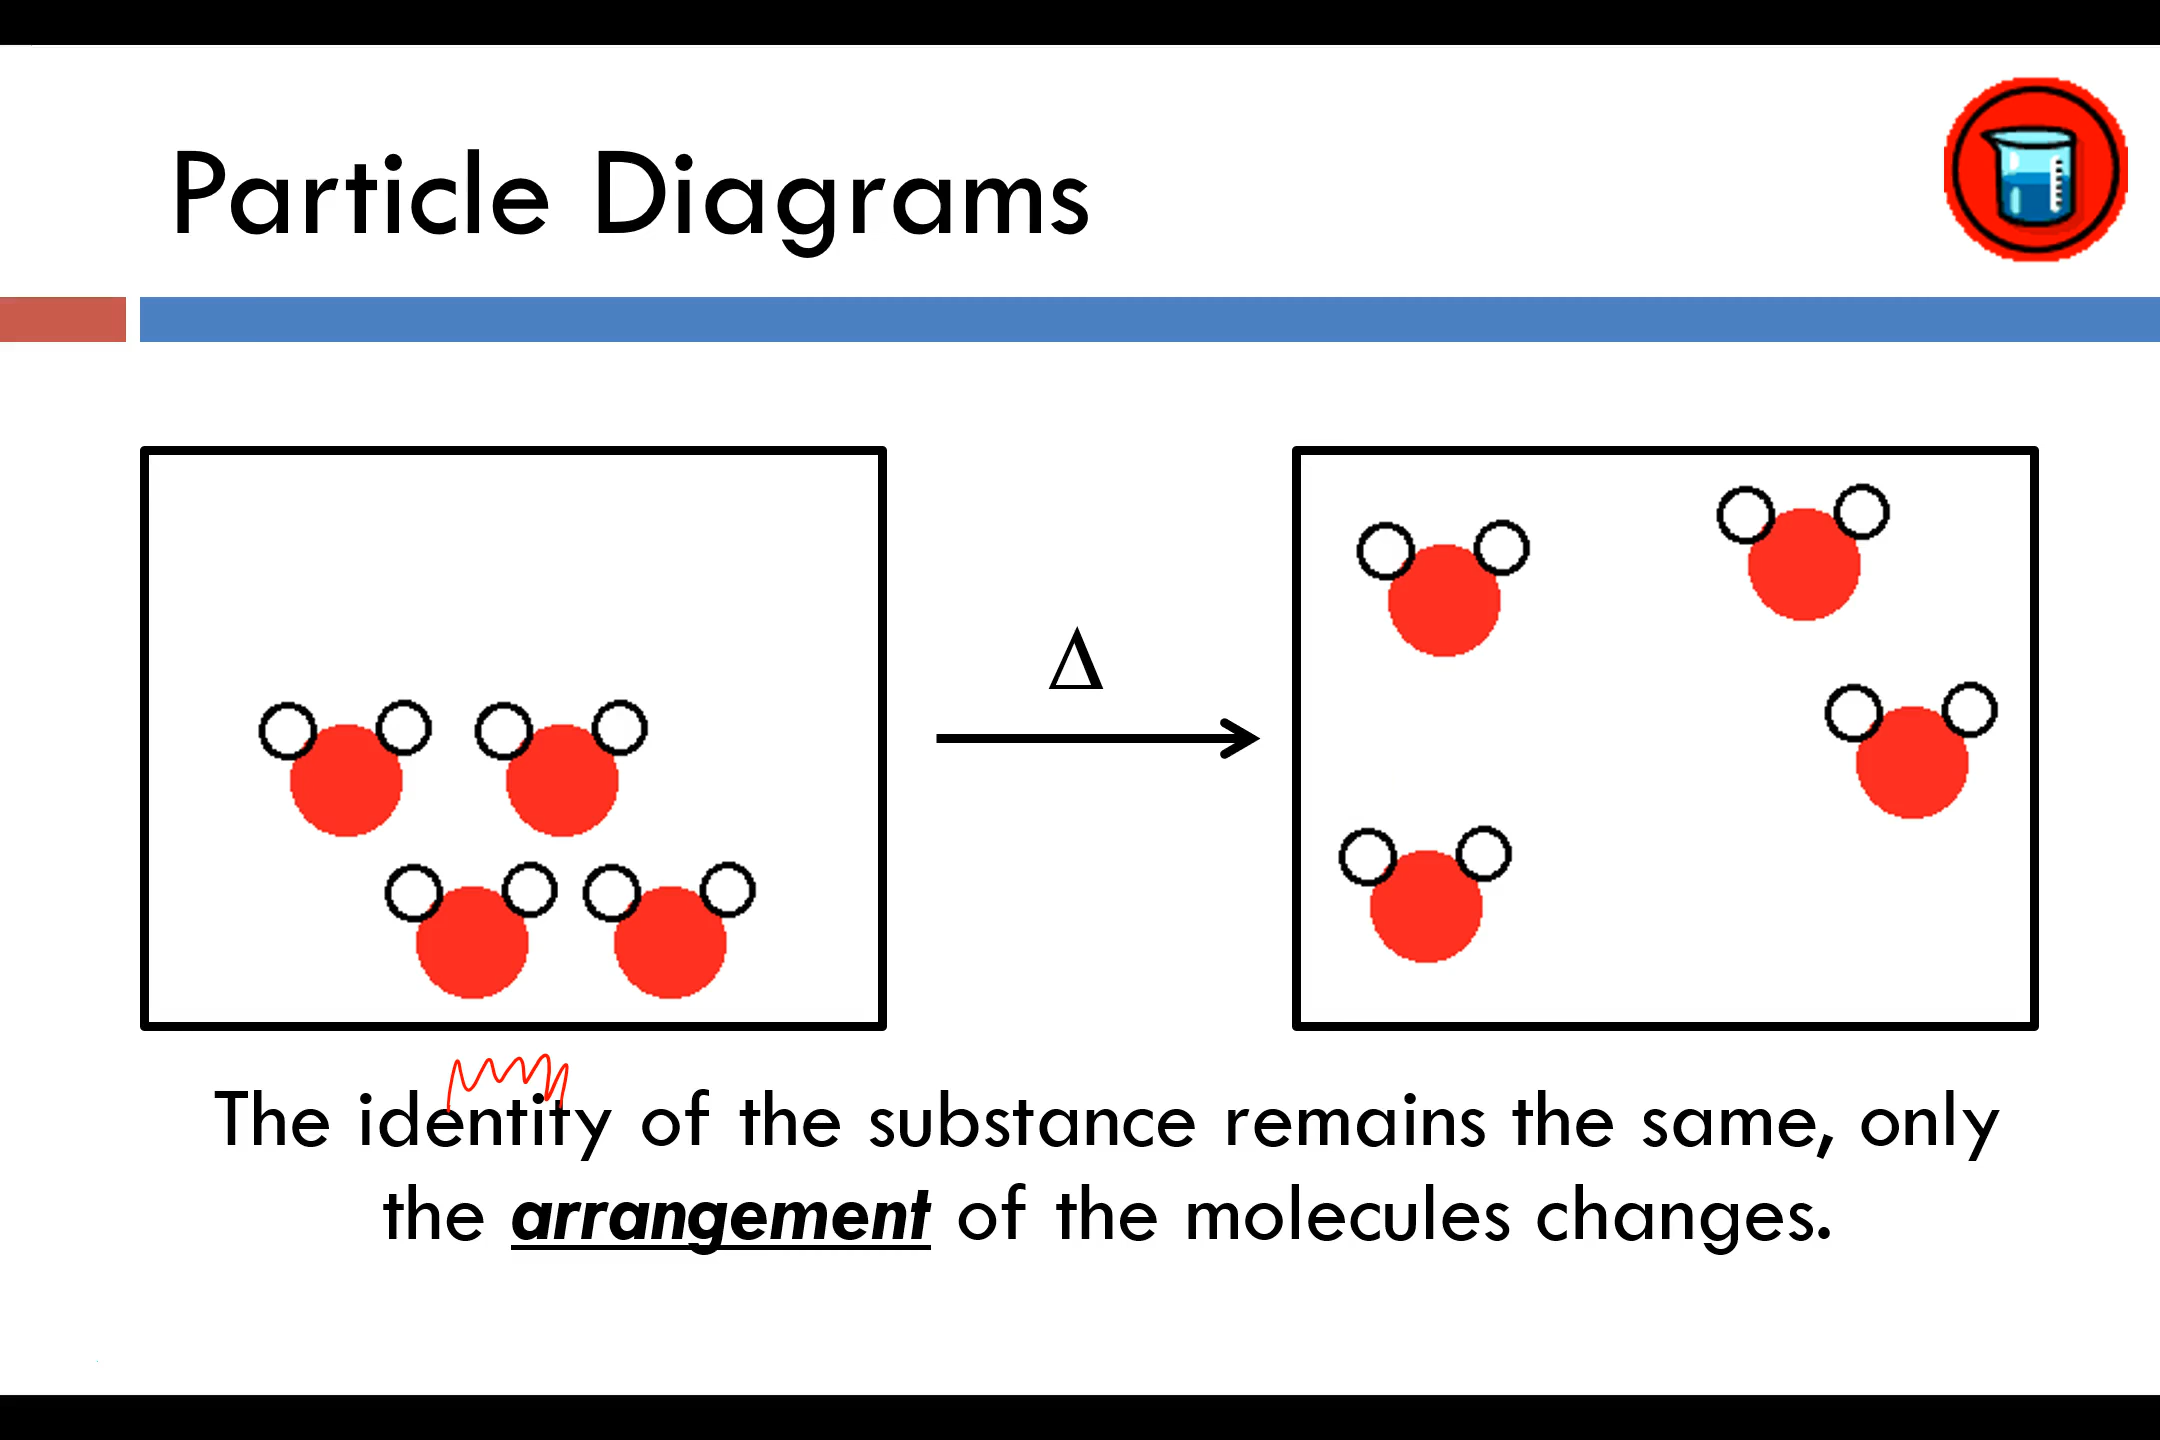 Particle Diagrams
Δ
The identity of the substance remains the same, only
the arrangement of the molecules changes.